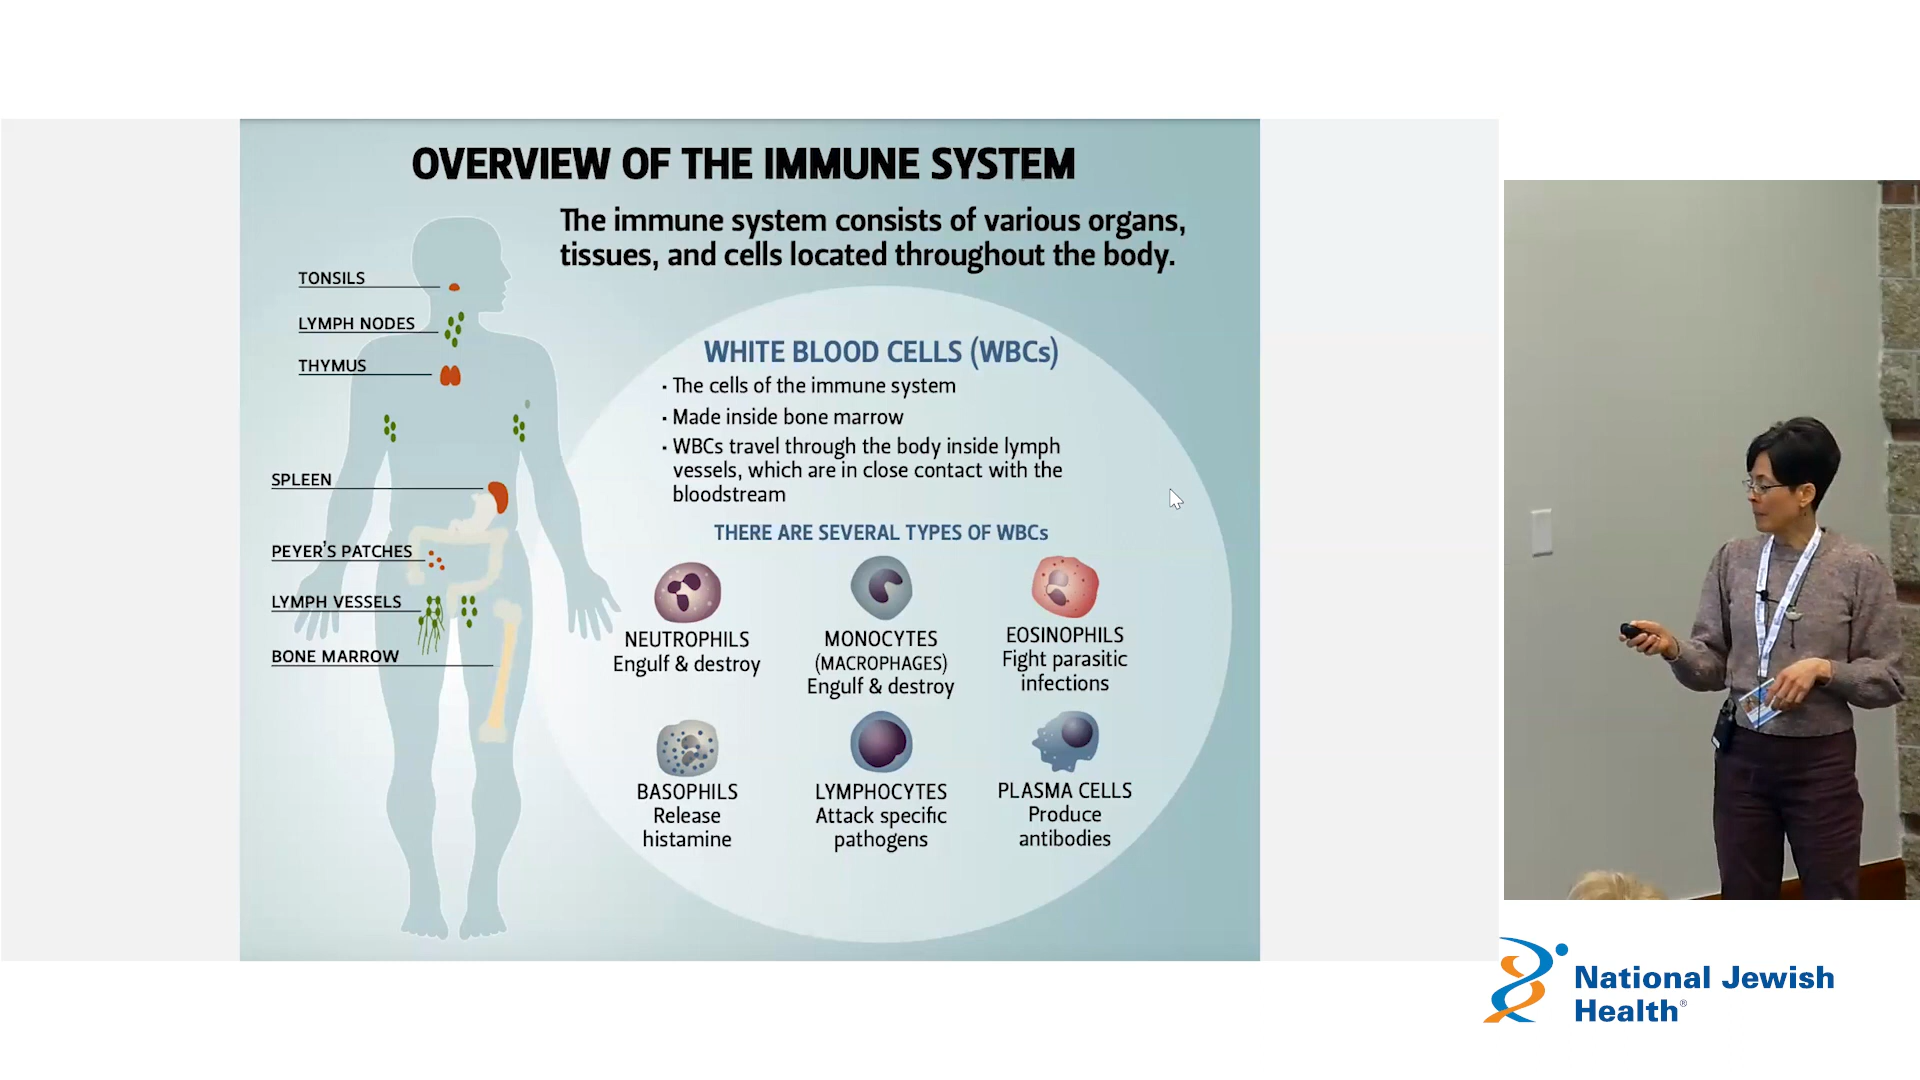 OVERVIEW OF THE IMMUNE SYSTEM
The immune system consists of various organs,
tissues, and cells located throughout the body.
TONSILS
LYMPH NODES
THYMUS
SPLEEN
PEYER'S PATCHES
LYMPH VESSELS
BONE MARROW
WHITE BLOOD CELLS (WBCs)
· The cells of the immune system
· Made inside bone marrow
· WBCs travel through the body inside lymph
vessels, which are in close contact with the
bloodstream
THERE ARE SEVERAL TYPES OF WBCs
NEUTROPHILS
Engulf & destroy
MONOCYTES
(MACROPHAGES)
Engulf & destroy
EOSINOPHILS
Fight parasitic
infections
BASOPHILS
Release
histamine
LYMPHOCYTES
Attack specific
pathogens
PLASMA CELLS
Produce
antibodies
National Jewish
Health®